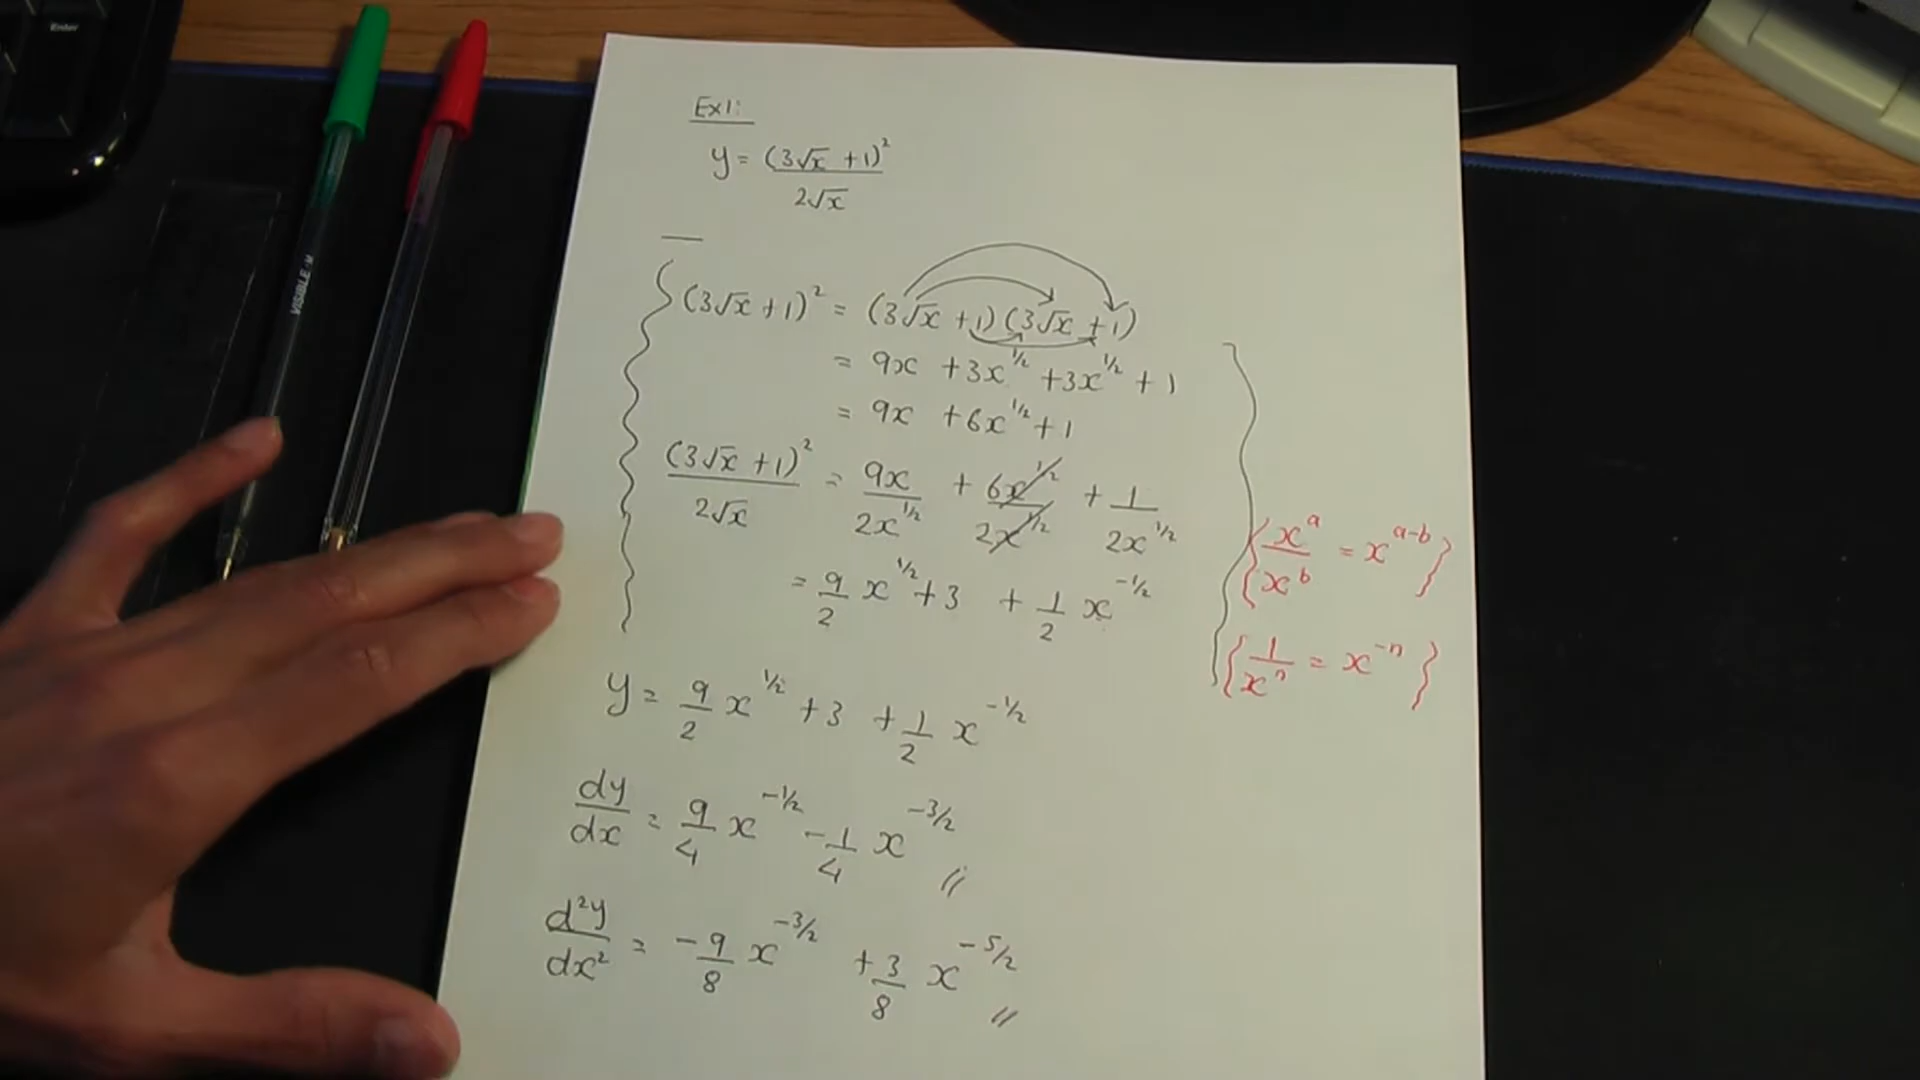 Enter
VISIBLE-M
Ex1:
y = (3√x + 1)² / 2√x
(3√x + 1)² = (3√x + 1)(3√x + 1)
= 9x + 3x^1/2 + 3x^1/2 + 1
= 9x + 6x^1/2 + 1
(3√x + 1)² / 2√x = 9x / 2x^1/2 + 6x^1/2 / 2x^1/2 + 1 / 2x^1/2
{x^a / x^b = x^a-b}
= 9/2 x^1/2 + 3 + 1/2 x^-1/2
{1 / x^n = x^-n}
y = 9/2 x^1/2 + 3 + 1/2 x^-1/2
dy/dx = 9/4 x^-1/2 - 1/4 x^-3/2 //
d²y/dx² = -9/8 x^-3/2 + 3/8 x^-5/2 //